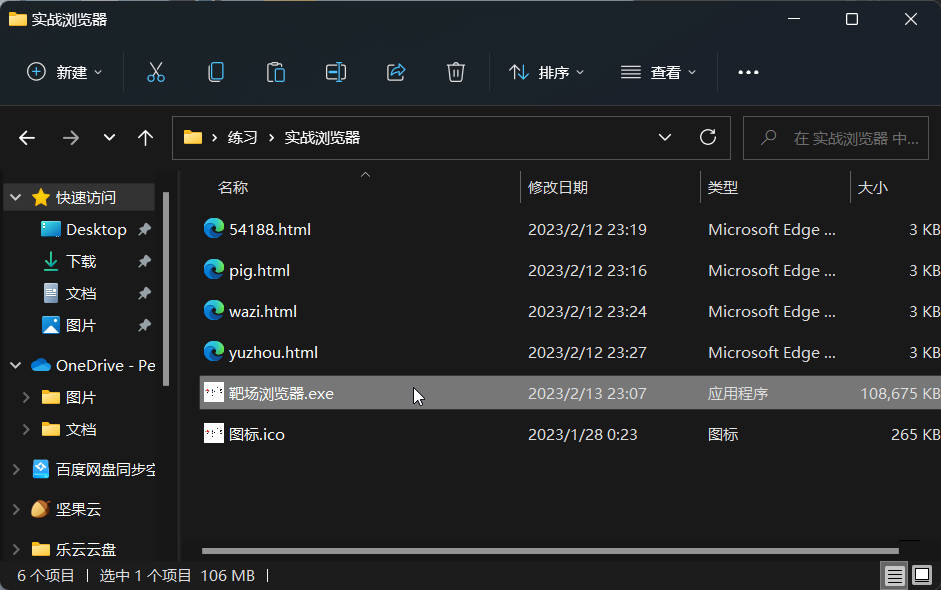 实战浏览器
新建 排序 查看
练习 实战浏览器 在 实战浏览器 中...
名称 修改日期 类型 大小
快速访问
Desktop
下载
文档
图片
OneDrive - Pe
图片
文档
百度网盘同步空
坚果云
乐云云盘
54188.html 2023/2/12 23:19 Microsoft Edge ... 3 KB
pig.html 2023/2/12 23:16 Microsoft Edge ... 3 KB
wazi.html 2023/2/12 23:24 Microsoft Edge ... 3 KB
yuzhou.html 2023/2/12 23:27 Microsoft Edge ... 3 KB
靶场浏览器.exe 2023/2/13 23:07 应用程序 108,675 KB
图标.ico 2023/1/28 0:23 图标 265 KB
6 个项目 | 选中 1 个项目 106 MB |